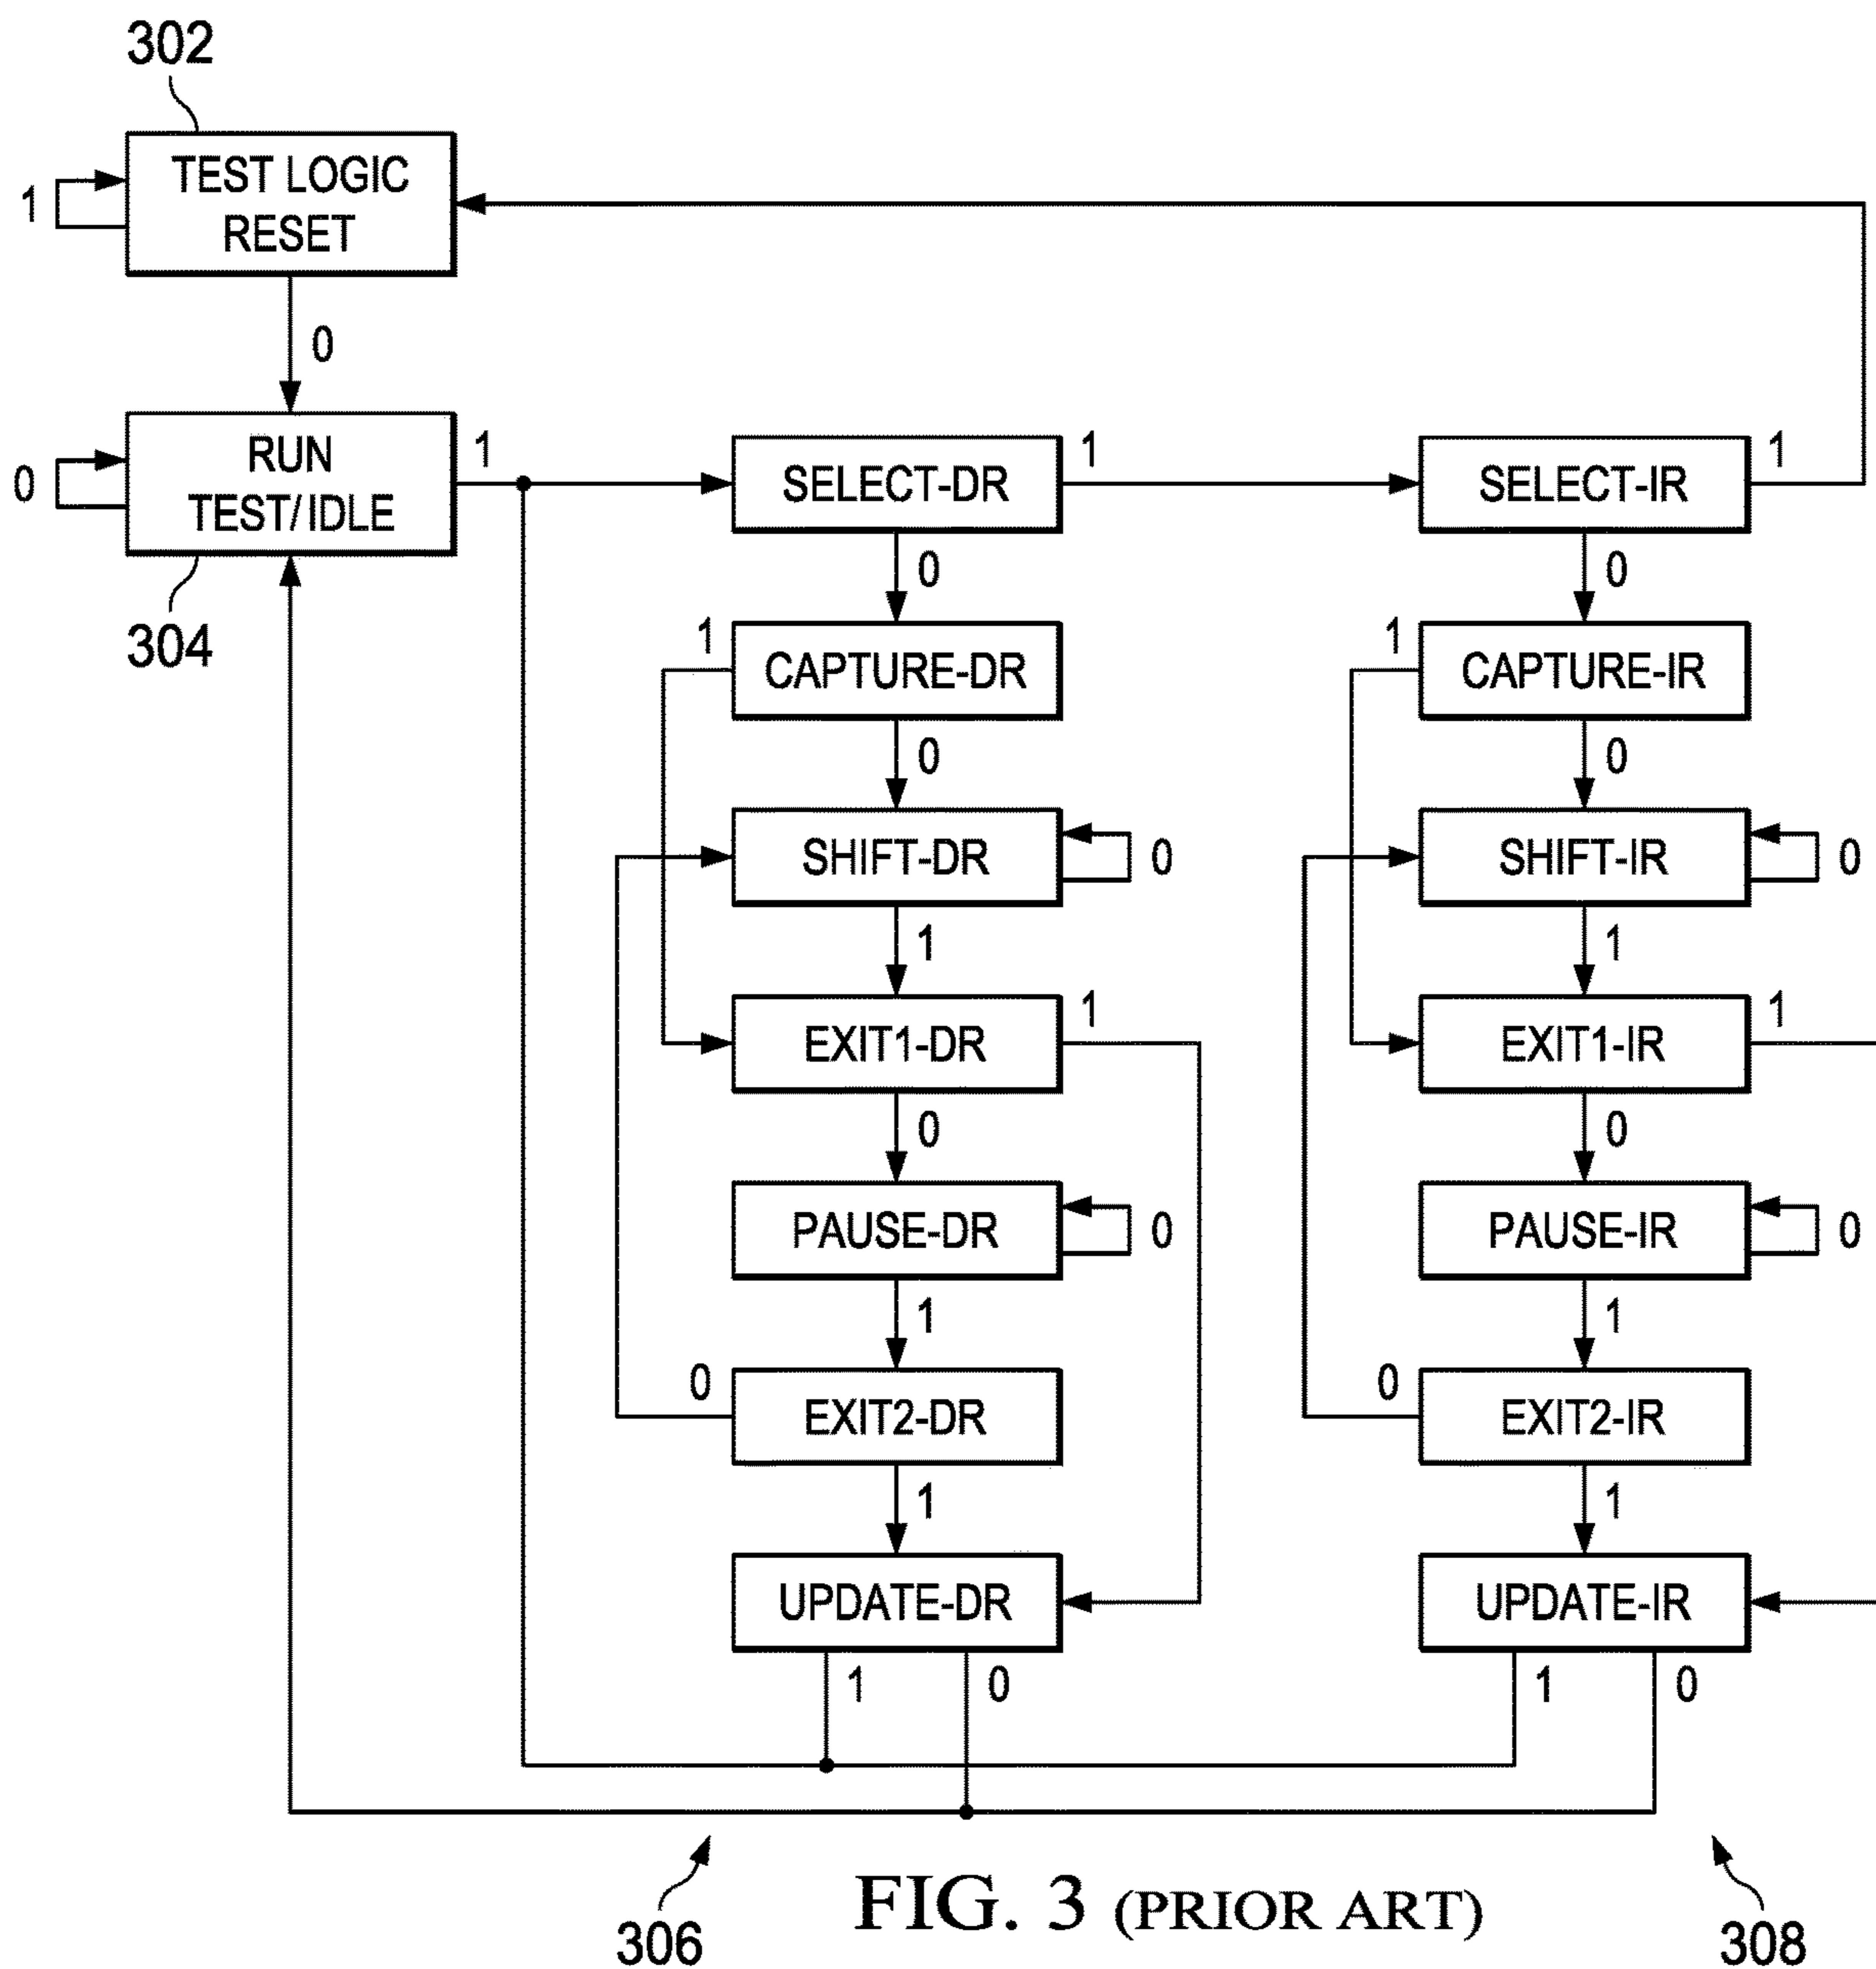 302
TEST LOGIC
RESET
1
0
RUN
TEST/IDLE
0
1
304
SELECT-DR
1
SELECT-IR
1
0
0
1
CAPTURE-DR
1
CAPTURE-IR
0
0
SHIFT-DR
0
SHIFT-IR
0
1
1
EXIT1-DR
1
EXIT1-IR
1
0
0
PAUSE-DR
0
PAUSE-IR
0
1
1
0
EXIT2-DR
0
EXIT2-IR
1
1
UPDATE-DR
UPDATE-IR
1
0
1
0
306
FIG. 3 (PRIOR ART)
308